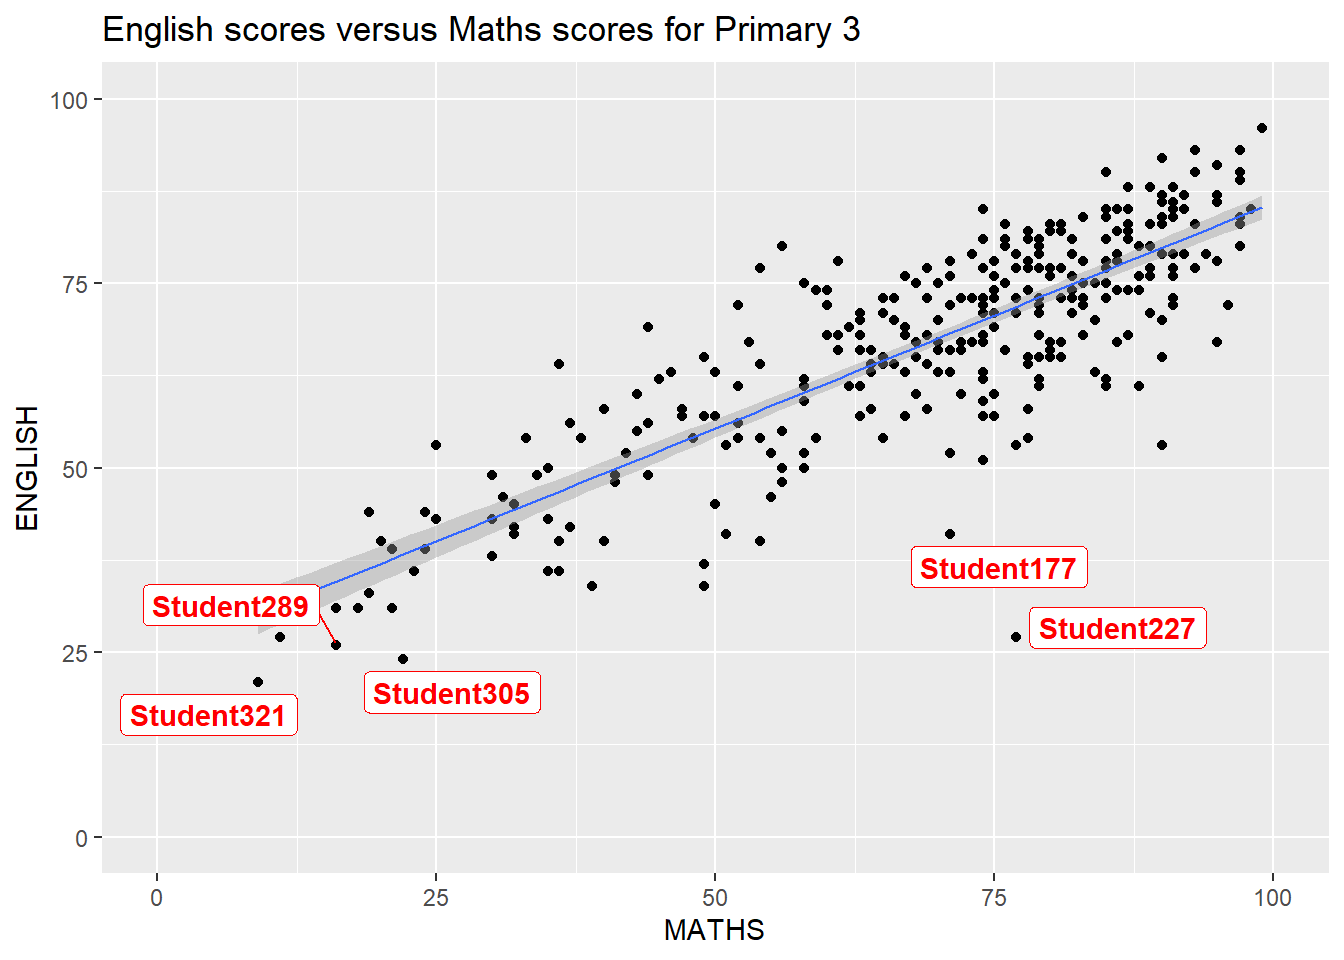 English scores versus Maths scores for Primary 3
ENGLISH
100
75
50
25
0
Student177
Student289
Student227
Student305
Student321
0
25
50
75
100
MATHS